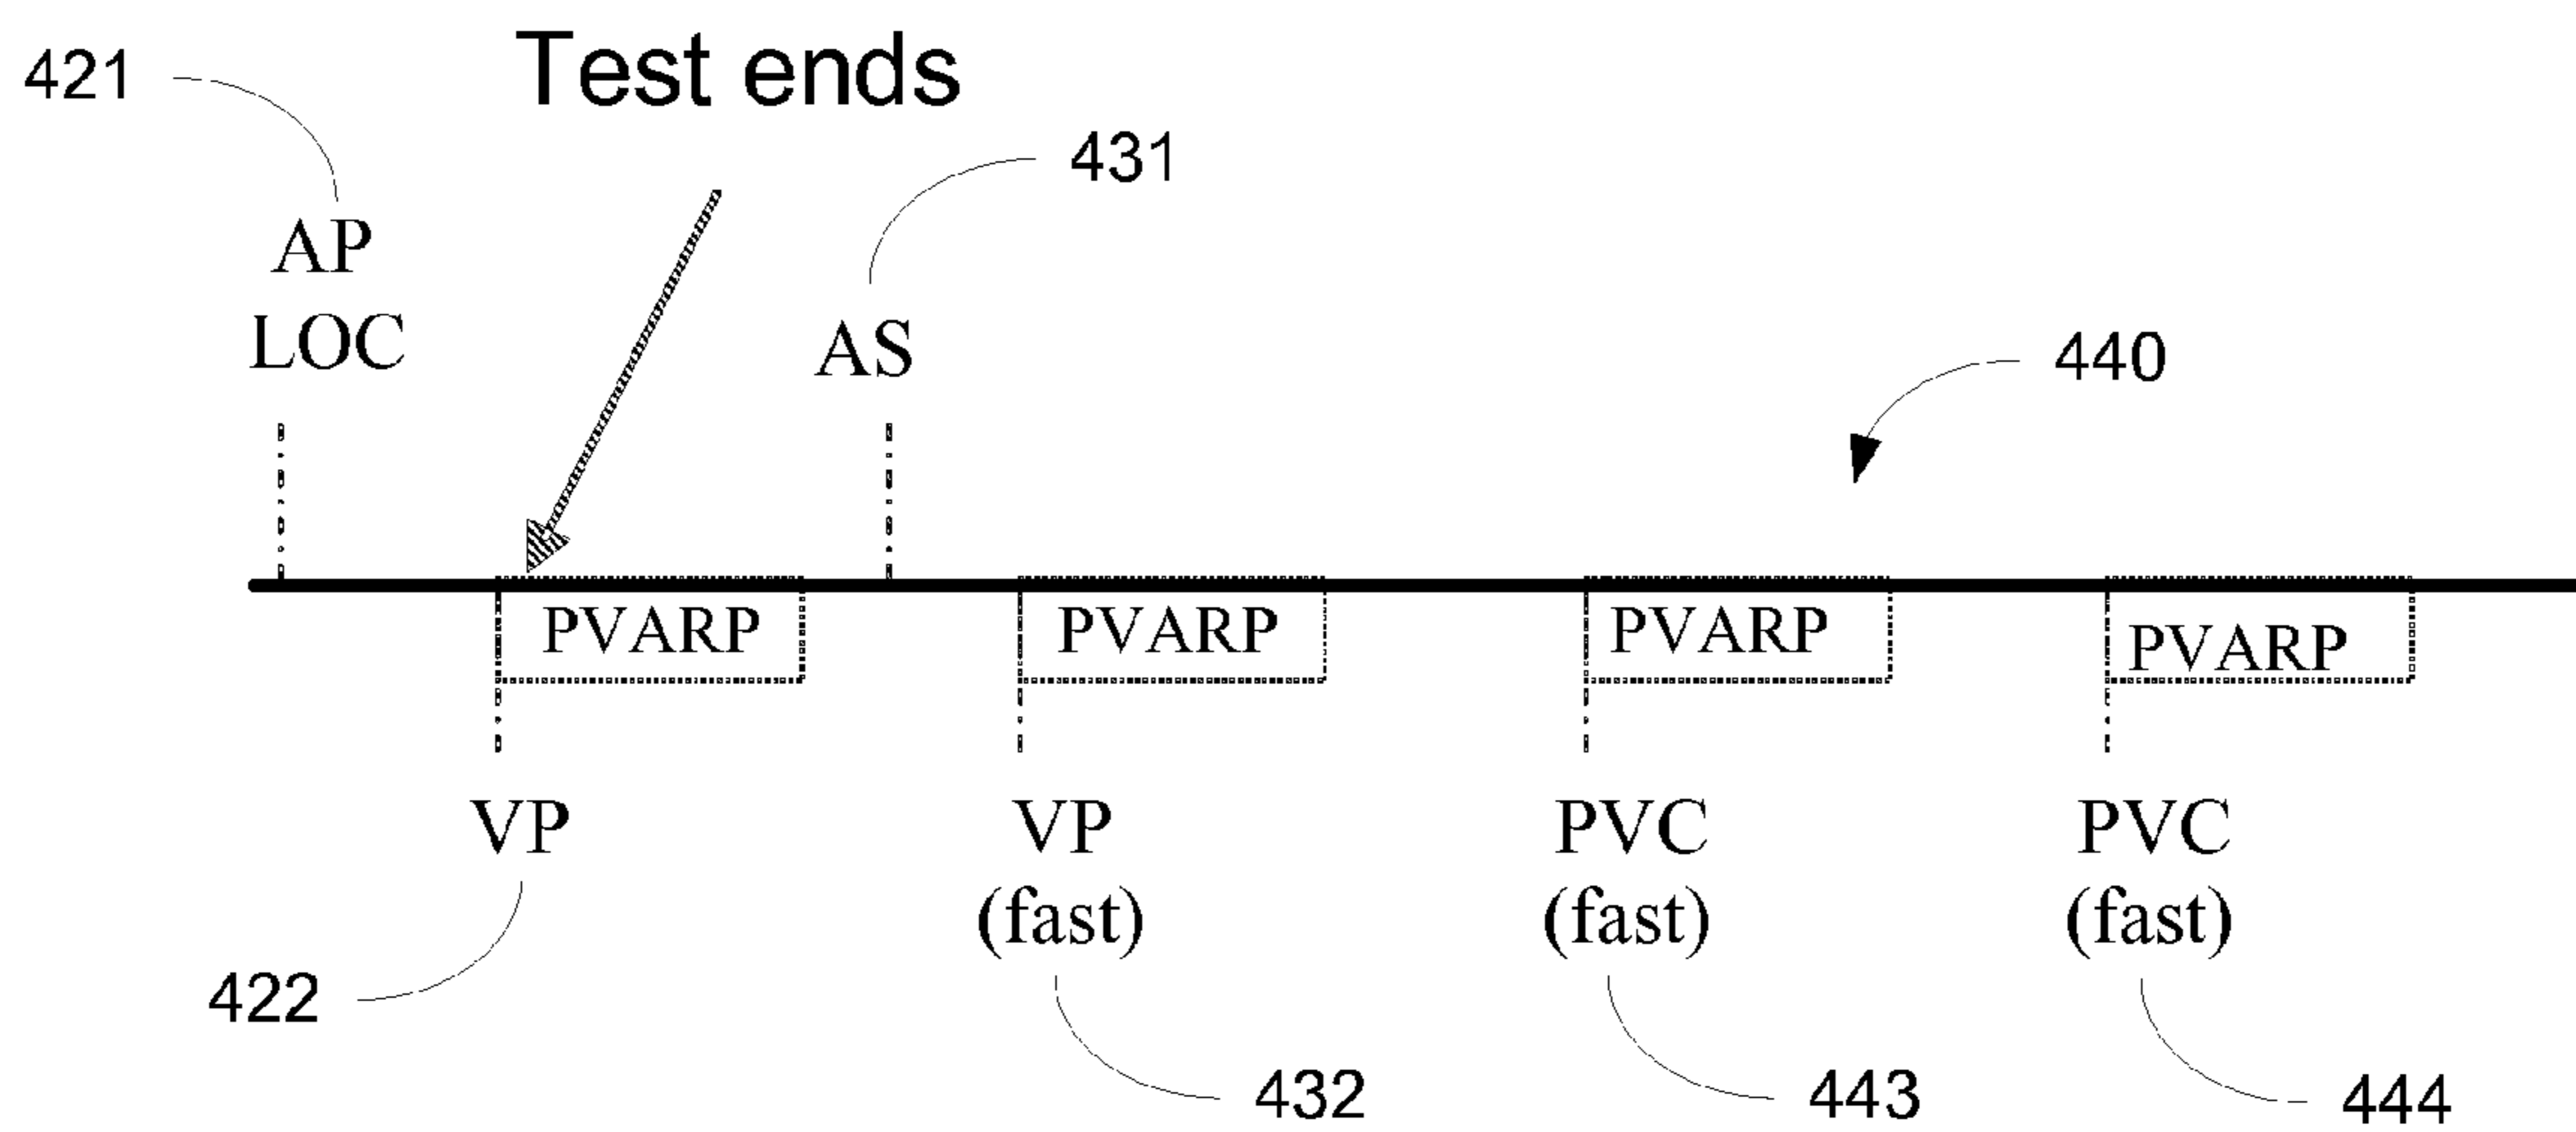 Test ends
421
431
AP
LOC
AS
440
PVARP
PVARP
PVARP
PVARP
VP
VP
(fast)
PVC
(fast)
PVC
(fast)
422
432
443
444